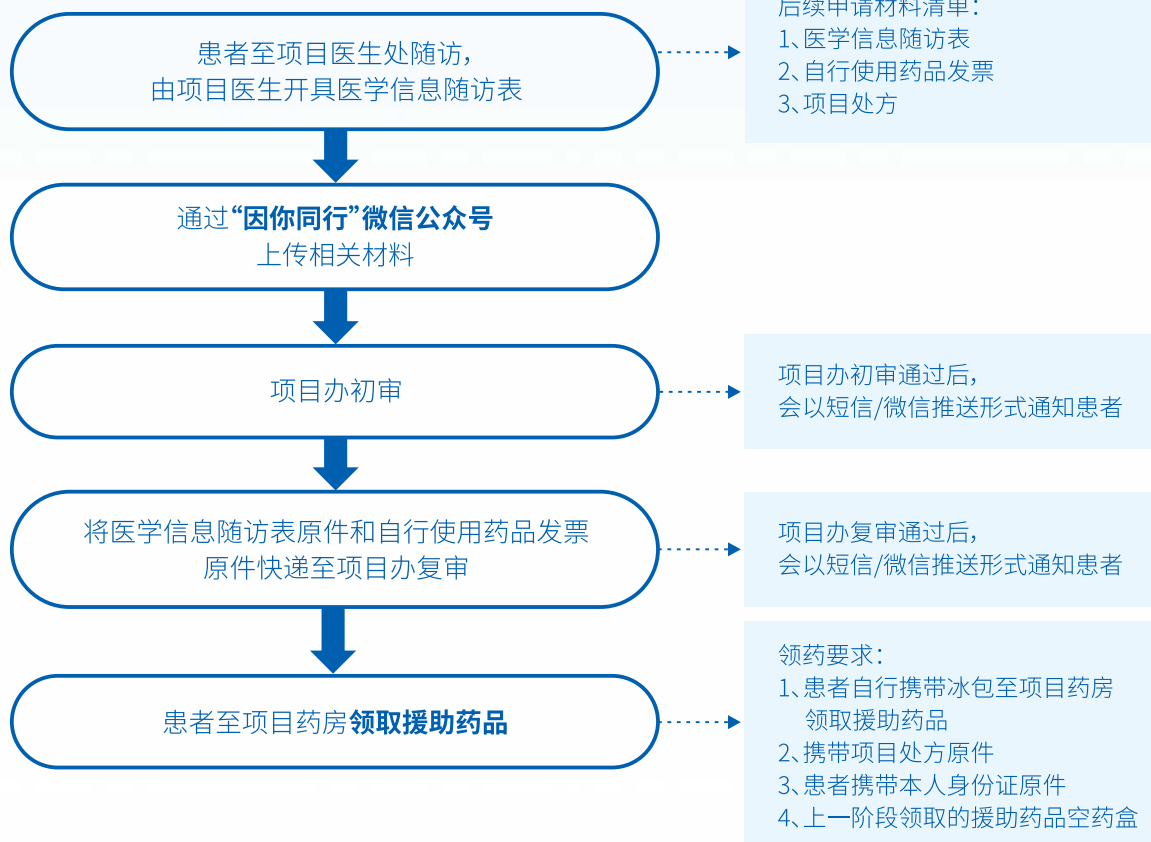 患者至项目医生处随访，
由项目医生开具医学信息随访表
后续申请材料清单：
1、医学信息随访表
2、自行使用药品发票
3、项目处方
通过“因你同行”微信公众号
上传相关材料
项目办初审
项目办初审通过后，
会以短信/微信推送形式通知患者
将医学信息随访表原件和自行使用药品发票
原件快递至项目办复审
项目办复审通过后，
会以短信/微信推送形式通知患者
患者至项目药房领取援助药品
领药要求：
1、患者自行携带冰包至项目药房
领取援助药品
2、携带项目处方原件
3、患者携带本人身份证原件
4、上一阶段领取的援助药品空药盒